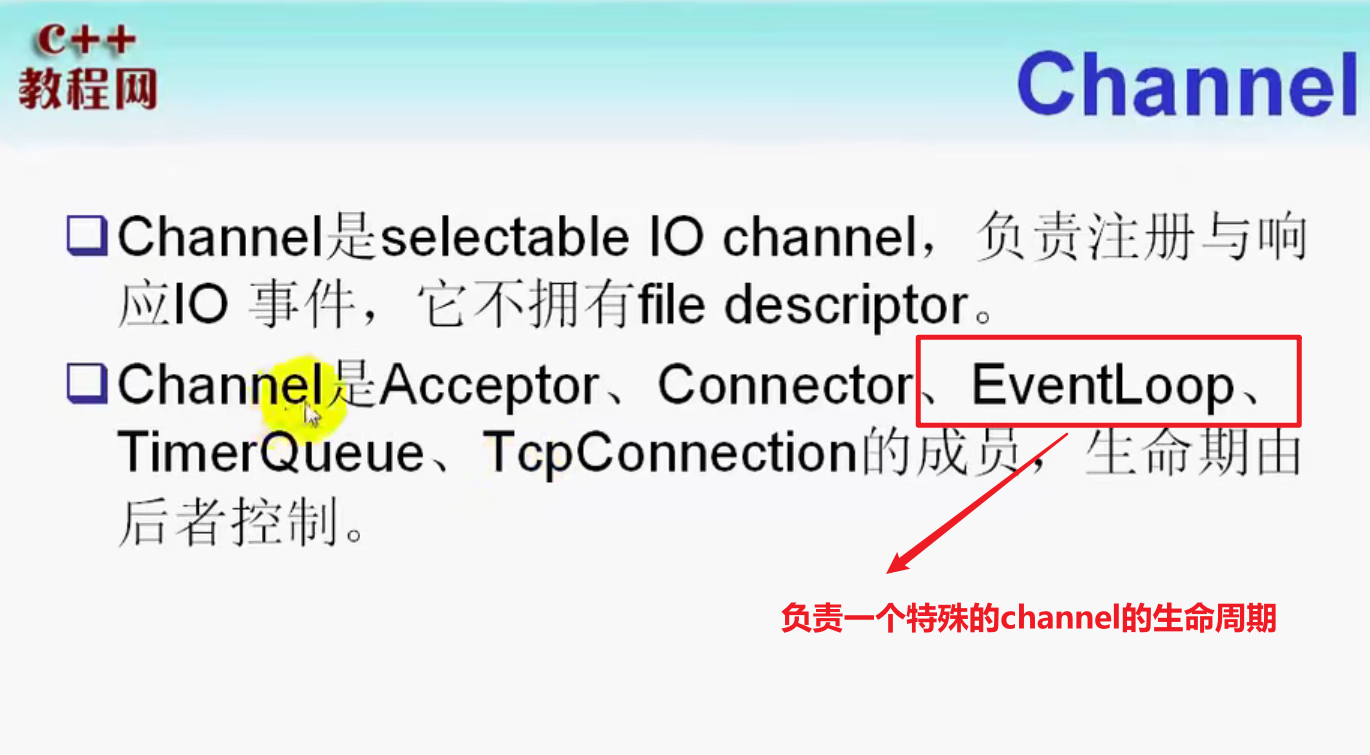 C++
教程网
Channel
Channel是selectable IO channel，负责注册与响
应IO 事件，它不拥有file descriptor。
Channel是Acceptor、Connector、EventLoop、
TimerQueue、TcpConnection的成员，生命期由
后者控制。
负责一个特殊的channel的生命周期